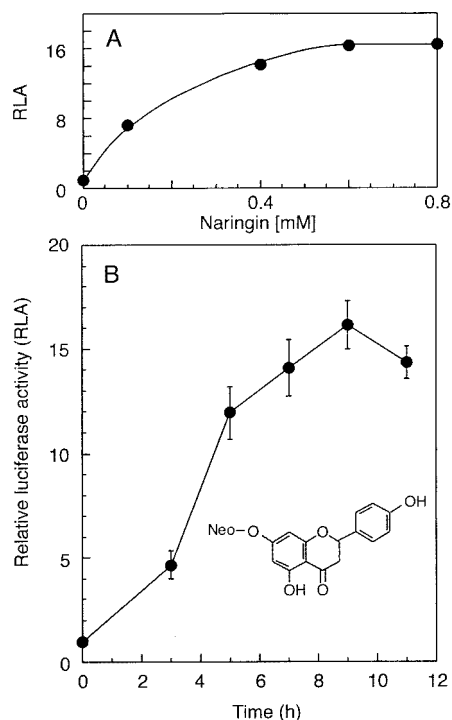 A
RLA
16
8
0
0
0.4
0.8
Naringin [mM]
B
Relative luciferase activity (RLA)
20
15
10
5
0
Neo-O
O
OH
OH
O
0
2
4
6
8
10
12
Time (h)